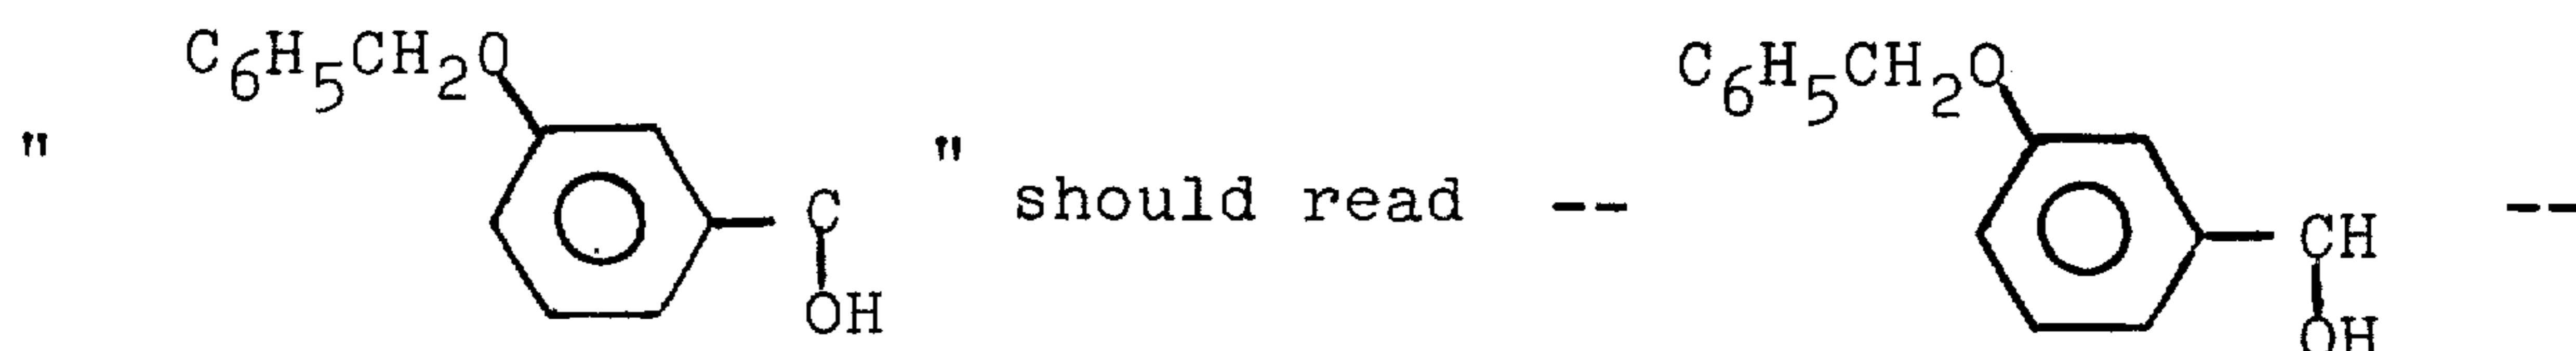 C6H5CH2O C6H5CH2O
" " should read -- --
C CH
OH OH